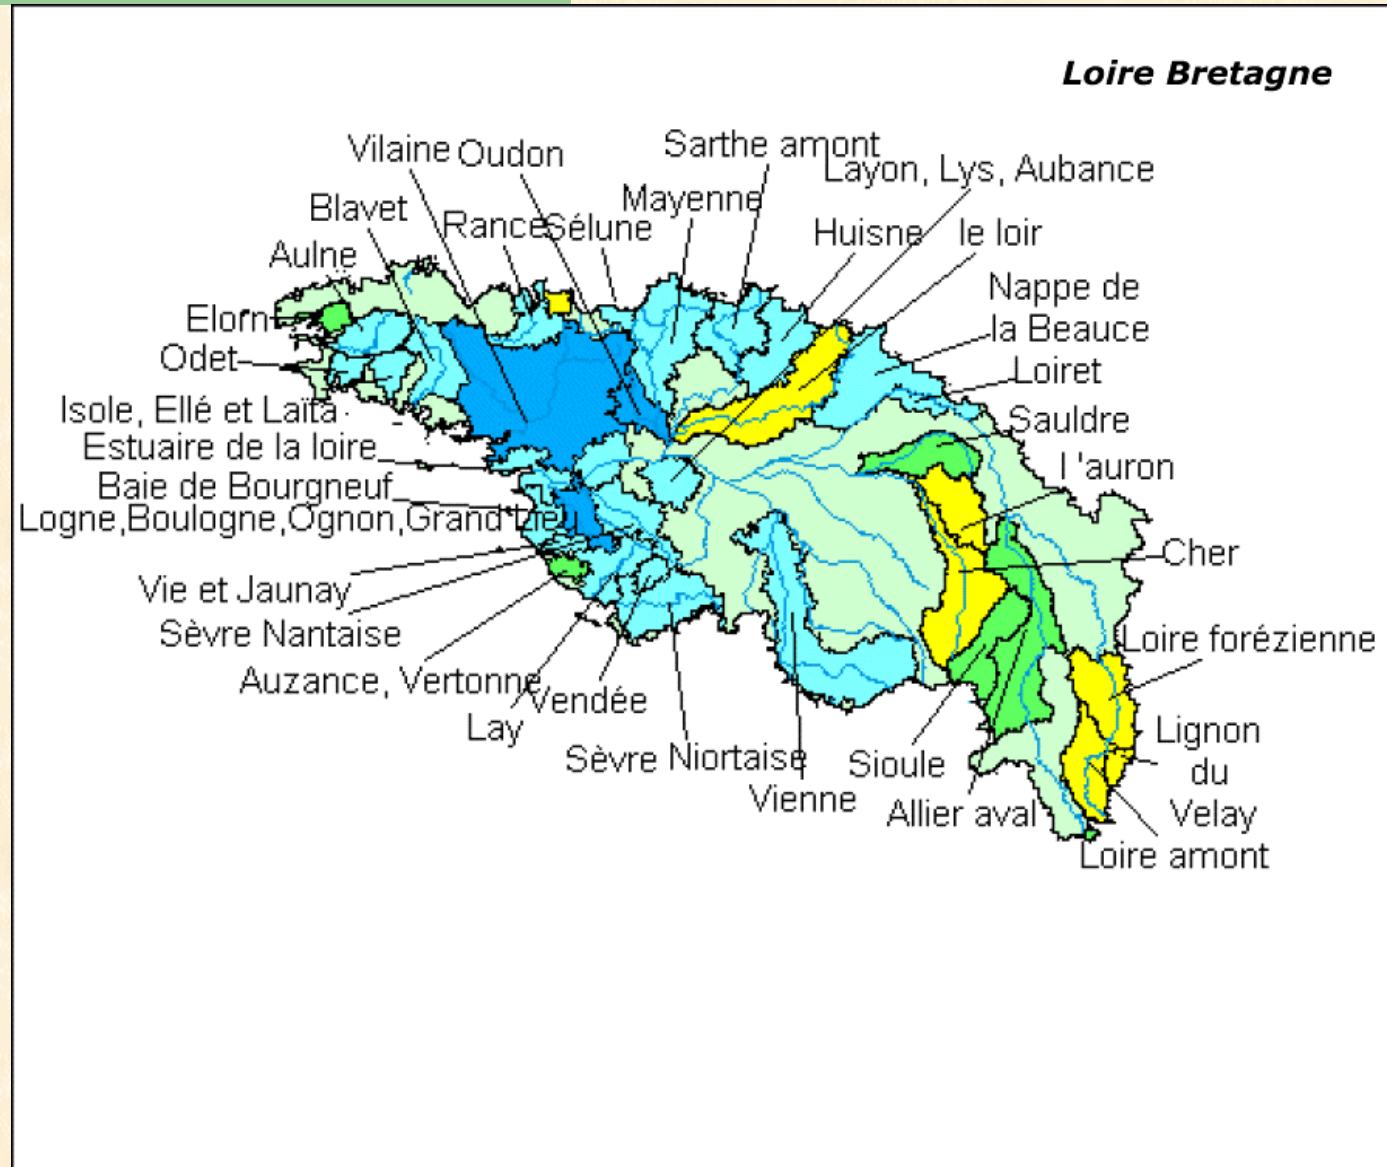 Loire Bretagne
Vilaine
Oudon
Sarthe amont
Layon, Lys, Aubance
Blavet
Rance
Sélune
Mayenne
Huisne
le loir
Aulne
Nappe de
la Beauce
Elorn
Odet
Loiret
Isole, Ellé et Laïta
Sauldre
Estuaire de la loire
l 'auron
Baie de Bourgneuf
Logne,Boulogne,Ognon,Grand Lieu
Cher
Vie et Jaunay
Sèvre Nantaise
Loire forézienne
Auzance, Vertonne
Vendée
Lay
Sèvre Niortaise
Vienne
Sioule
Allier aval
Lignon
du
Velay
Loire amont